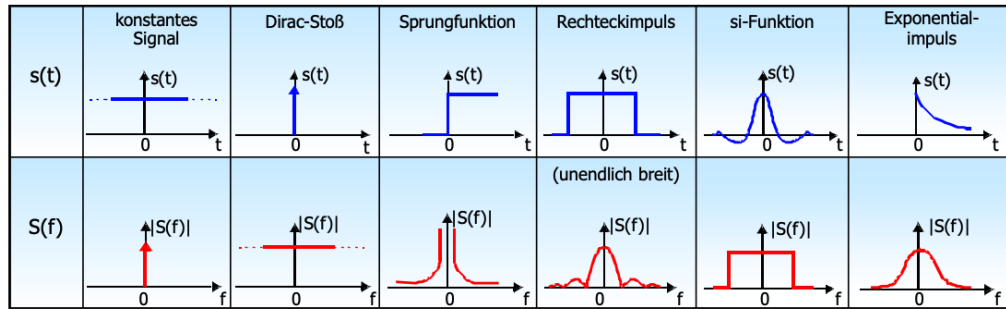 konstantes
Signal
Dirac-Stoß
Sprungfunktion
Rechteckimpuls
si-Funktion
Exponential-
impuls
s(t)
s(t)
0
t
s(t)
0
t
s(t)
0
t
s(t)
0
t
s(t)
0
t
s(t)
0
t
(unendlich breit)
S(f)
|S(f)|
0
f
|S(f)|
0
f
|S(f)|
0
f
|S(f)|
0
f
|S(f)|
0
f
|S(f)|
0
f